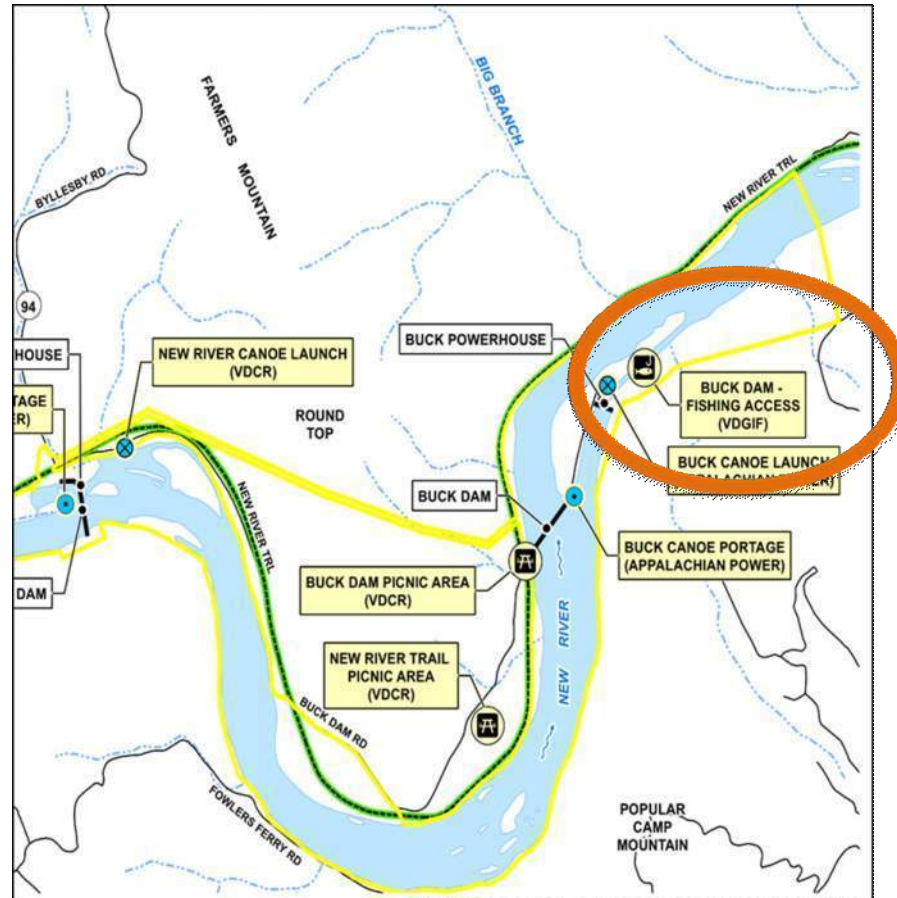 FARMERS
MOUNTAIN
BIG BRANCH
BYLLESBY RD
NEW RIVER TRL
94
HOUSE
NEW RIVER CANOE LAUNCH
(VDCR)
BUCK POWERHOUSE
BUCK DAM -
FISHING ACCESS
(VDGIF)
ROUND
TOP
BUCK CANOE LAUNCH
NEW RIVER TRL
BUCK DAM
BUCK CANOE PORTAGE
(APPALACHIAN POWER)
DAM
BUCK DAM PICNIC AREA
(VDCR)
NEW RIVER TRAIL
PICNIC AREA
(VDCR)
NEW RIVER
BUCK DAM RD
FOWLERS FERRY RD
POPULAR
CAMP
MOUNTAIN